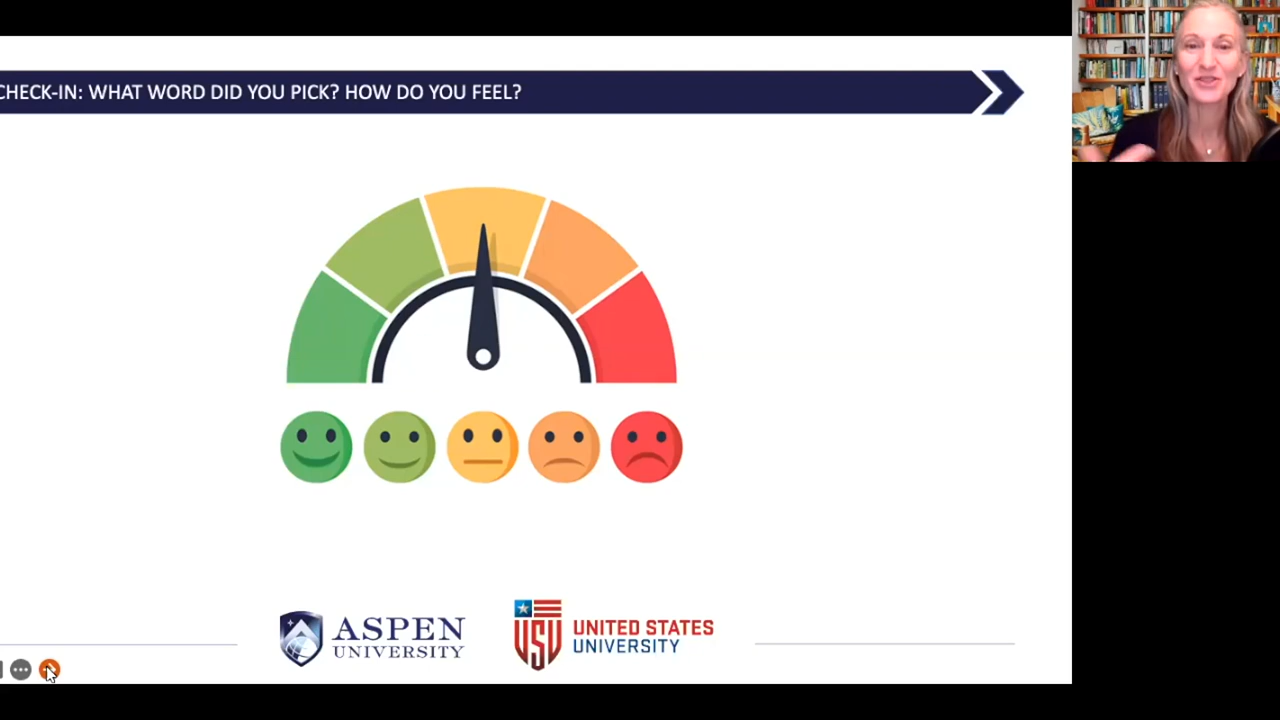 CHECK-IN: WHAT WORD DID YOU PICK? HOW DO YOU FEEL?
ASPEN
UNIVERSITY
USU
UNITED STATES
UNIVERSITY